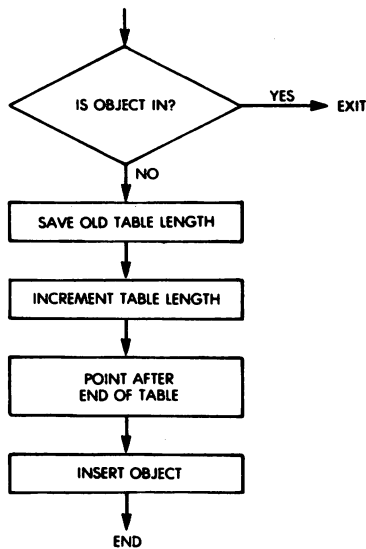 IS OBJECT IN?
YES
EXIT
NO
SAVE OLD TABLE LENGTH
INCREMENT TABLE LENGTH
POINT AFTER
END OF TABLE
INSERT OBJECT
END